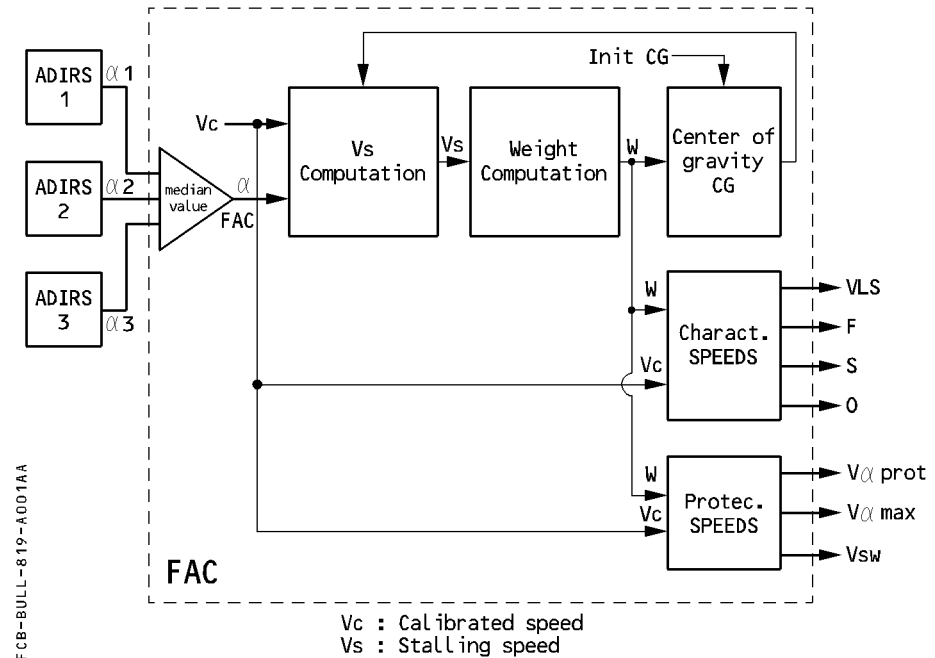 ADIRS
1
α1
ADIRS
2
α2
ADIRS
3
α3
median
value
α
FAC
Vc
Vs
Computation
Vs
Weight
Computation
Init CG
W
Center of
gravity
CG
W
Vc
Charact.
SPEEDS
VLS
F
S
O
W
Vc
Protec.
SPEEDS
Vα prot
Vα max
Vsw
FAC
Vc : Calibrated speed
Vs : Stalling speed
FCB-BULL-819-A001AA